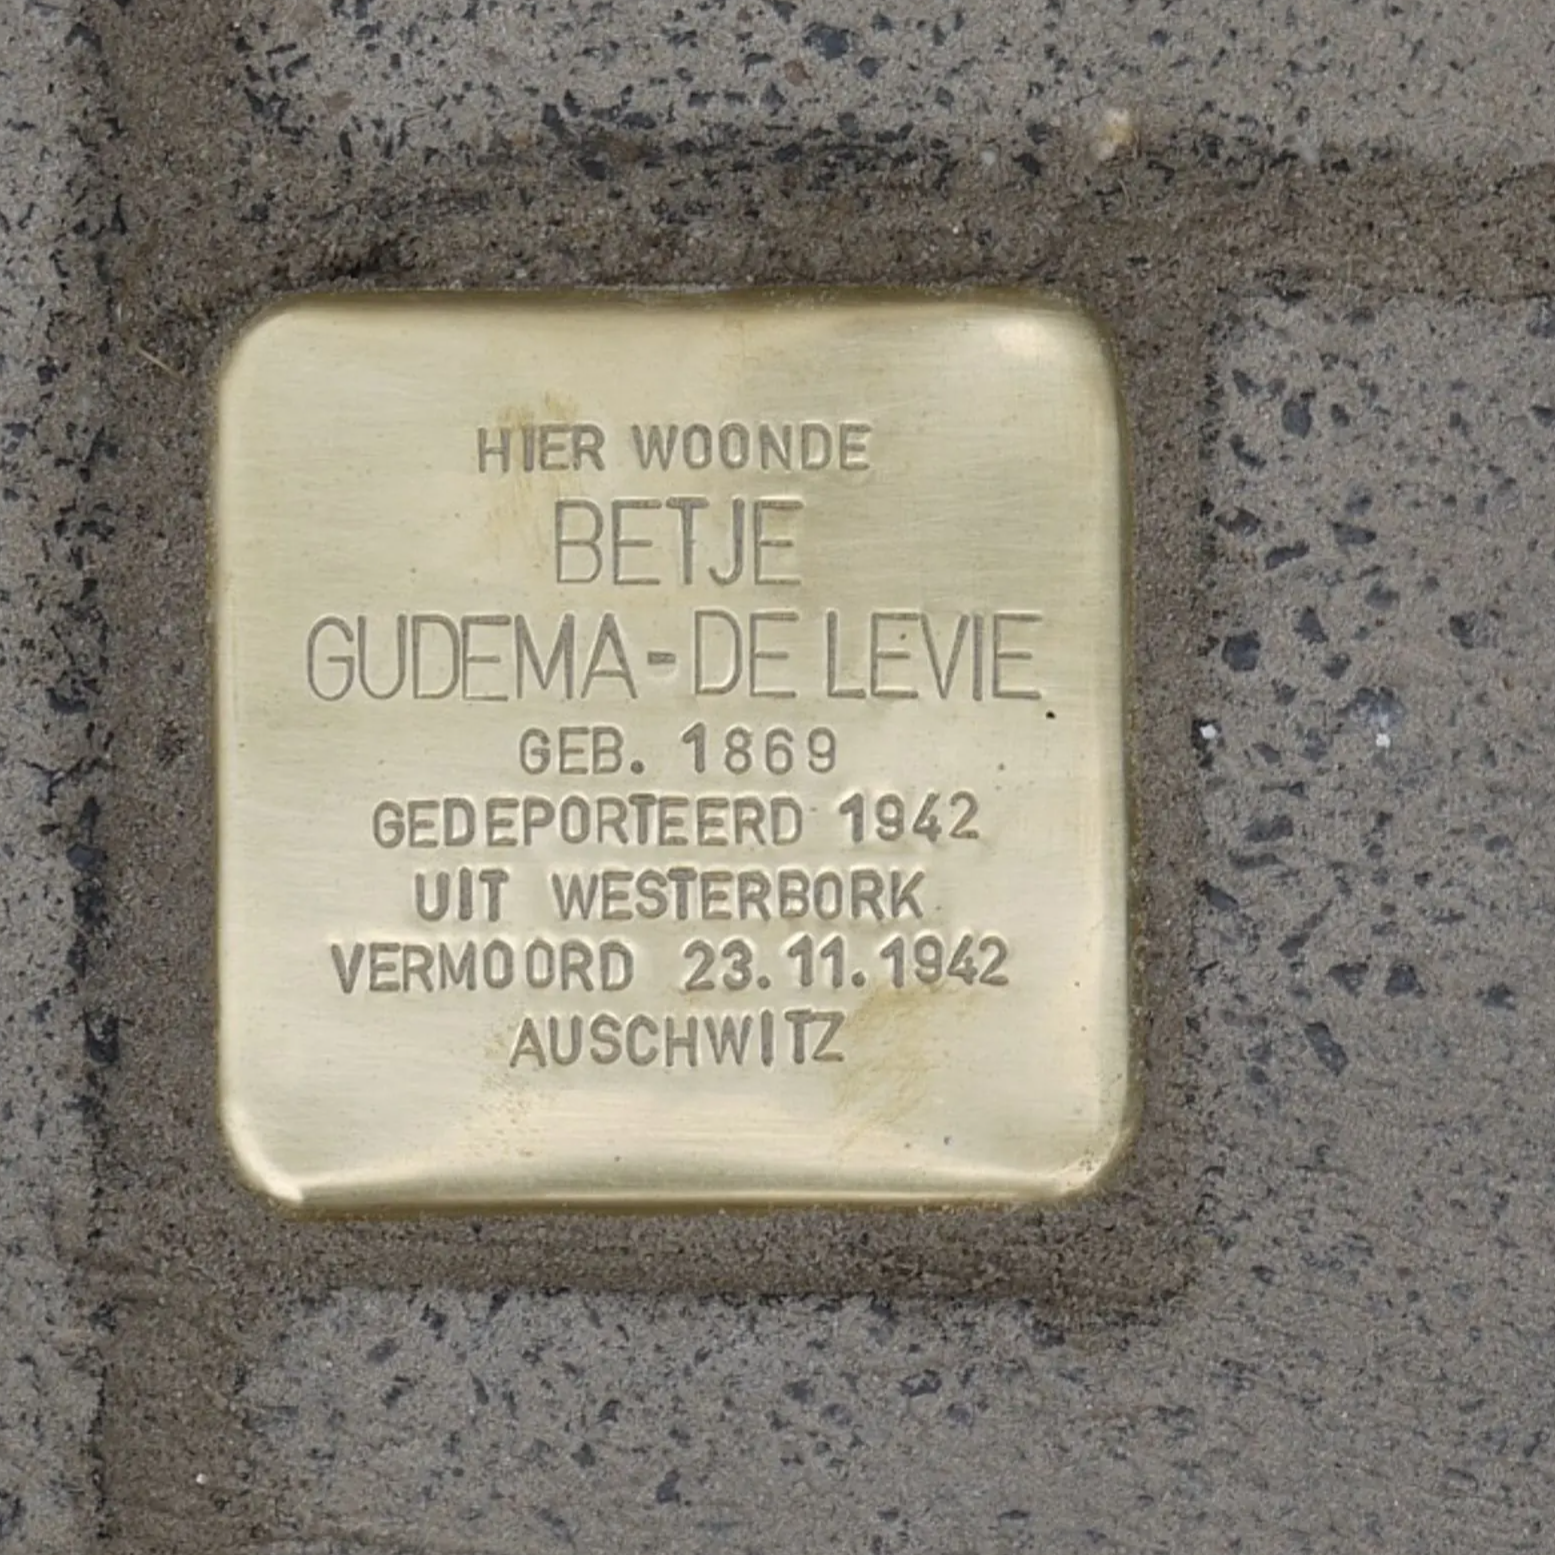 HIER WOONDE
BETJE
GUDEMA-DE LEVIE
GEB. 1869
GEDEPORTEERD 1942
UIT WESTERBORK
VERMOORD 23.11.1942
AUSCHWITZ